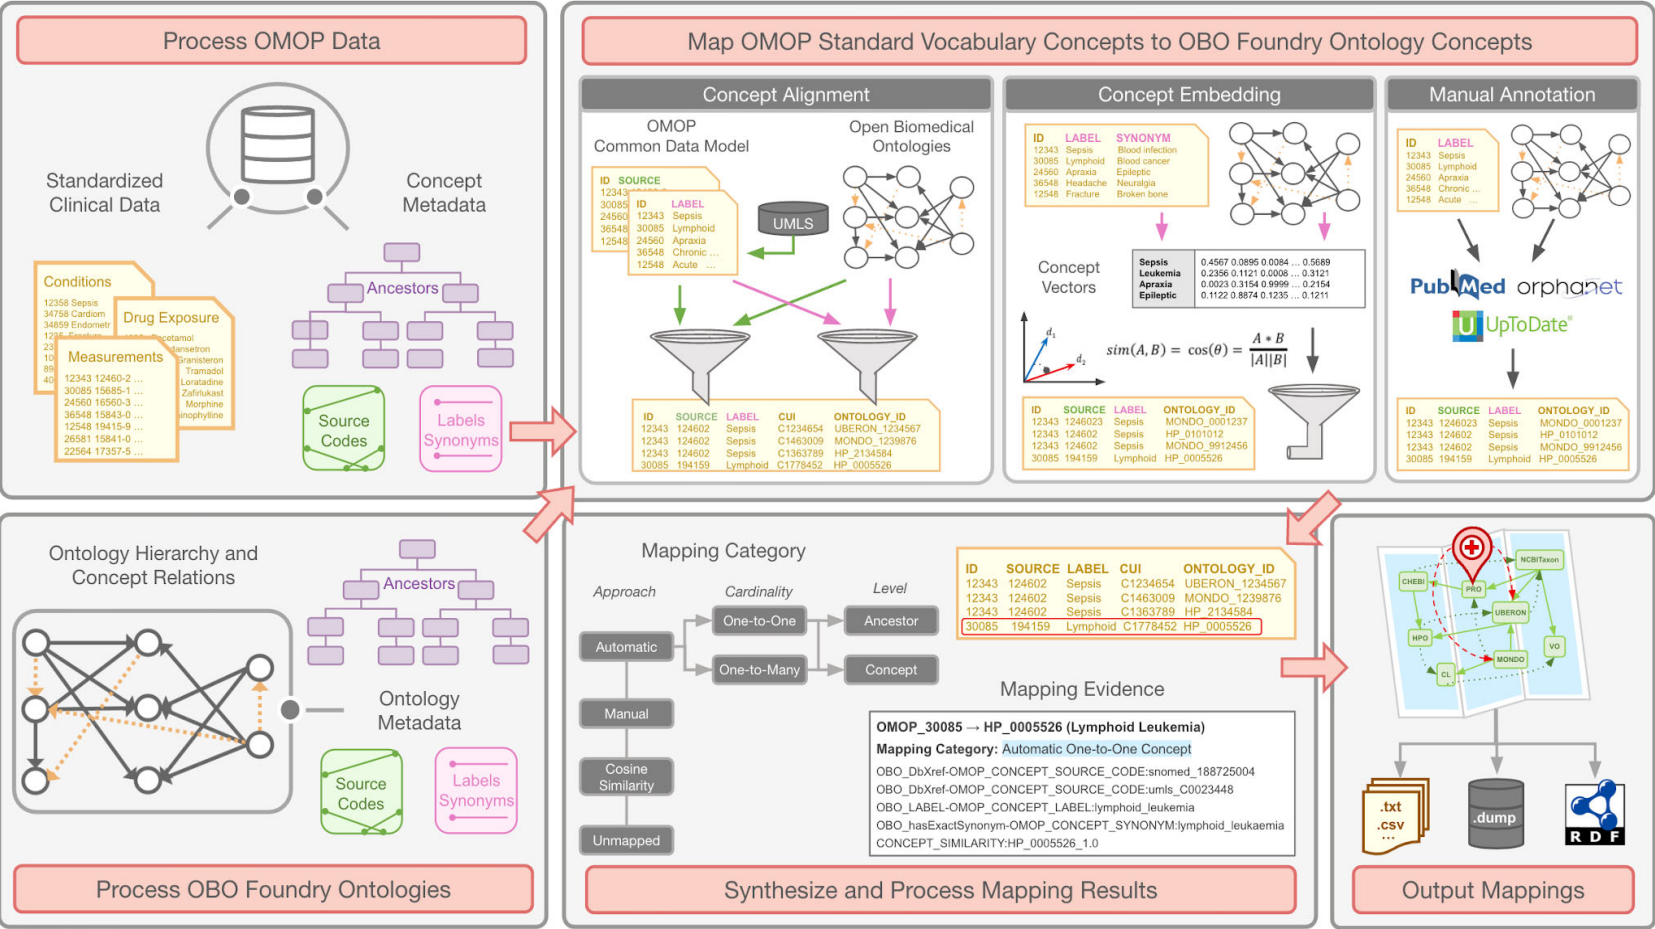 Process OMOP Data
Standardized
Clinical Data
Concept
Metadata
Conditions
12358 Sepsis
34758 Cardiom
34859 Endometr
Drug Exposure
Granisteron
Tramadol
Loratadine
Zafirlukast
Morphine
Measurements
12343 12460-2 ...
30085 15685-1 ...
24560 16560-3 ...
36548 15843-0 ...
12548 19415-9 ...
26581 15841-0 ...
22564 17357-5 ...
Ancestors
Source
Codes
Labels
Synonyms
Map OMOP Standard Vocabulary Concepts to OBO Foundry Ontology Concepts
Concept Alignment
OMOP
Common Data Model
Open Biomedical
Ontologies
ID SOURCE
12343
30085
24560
36548
12548
ID LABEL
12343 Sepsis
30085 Lymphoid
24560 Apraxia
36548 Chronic ...
12548 Acute ...
UMLS
ID SOURCE LABEL CUI ONTOLOGY_ID
12343 124602 Sepsis C1234654 UBERON_1234567
12343 124602 Sepsis C1463009 MONDO_1239876
12343 124602 Sepsis C1363789 HP_2134584
30085 194159 Lymphoid C1778452 HP_0005526
Concept Embedding
ID LABEL SYNONYM
12343 Sepsis Blood infection
30085 Lymphoid Blood cancer
24560 Apraxia Epileptic
36548 Headache Neuralgia
12548 Fracture Broken bone
Concept
Vectors
Sepsis 0.4567 0.0895 0.0084 ... 0.5689
Leukemia 0.2356 0.1121 0.0008 ... 0.3121
Apraxia 0.0023 0.3154 0.9999 ... 0.2154
Epileptic 0.1122 0.8874 0.1235 ... 0.1211
d1
d2
sim(A, B) = cos(θ) = A * B / |A||B|
ID SOURCE LABEL ONTOLOGY_ID
12343 1246023 Sepsis MONDO_0001237
12343 124602 Sepsis HP_0101012
12343 124602 Sepsis MONDO_9912456
30085 194159 Lymphoid HP_0005526
Manual Annotation
ID LABEL
12343 Sepsis
30085 Lymphoid
24560 Apraxia
36548 Chronic ...
12548 Acute ...
PubMed orphanet
UpToDate®
ID SOURCE LABEL ONTOLOGY_ID
12343 1246023 Sepsis MONDO_0001237
12343 124602 Sepsis HP_0101012
12343 124602 Sepsis MONDO_9912456
30085 194159 Lymphoid HP_0005526
Ontology Hierarchy and
Concept Relations
Ancestors
Ontology
Metadata
Source
Codes
Labels
Synonyms
Process OBO Foundry Ontologies
Mapping Category
Approach
Cardinality
Level
Automatic
One-to-One
Ancestor
One-to-Many
Concept
Manual
Cosine
Similarity
Unmapped
ID SOURCE LABEL CUI ONTOLOGY_ID
12343 124602 Sepsis C1234654 UBERON_1234567
12343 124602 Sepsis C1463009 MONDO_1239876
12343 124602 Sepsis C1363789 HP_2134584
30085 194159 Lymphoid C1778452 HP_0005526
Mapping Evidence
OMOP_30085 → HP_0005526 (Lymphoid Leukemia)
Mapping Category: Automatic One-to-One Concept
OBO_DbXref-OMOP_CONCEPT_SOURCE_CODE:snomed_188725004
OBO_DbXref-OMOP_CONCEPT_SOURCE_CODE:umls_C0023448
OBO_LABEL-OMOP_CONCEPT_LABEL:lymphoid_leukemia
OBO_hasExactSynonym-OMOP_CONCEPT_SYNONYM:lymphoid_leukaemia
CONCEPT_SIMILARITY:HP_0005526_1.0
Synthesize and Process Mapping Results
NCBITaxon
CHEBI
PRO
UBERON
HPO
VO
MONDO
CL
.txt
.csv
...
.dump
RDF
Output Mappings